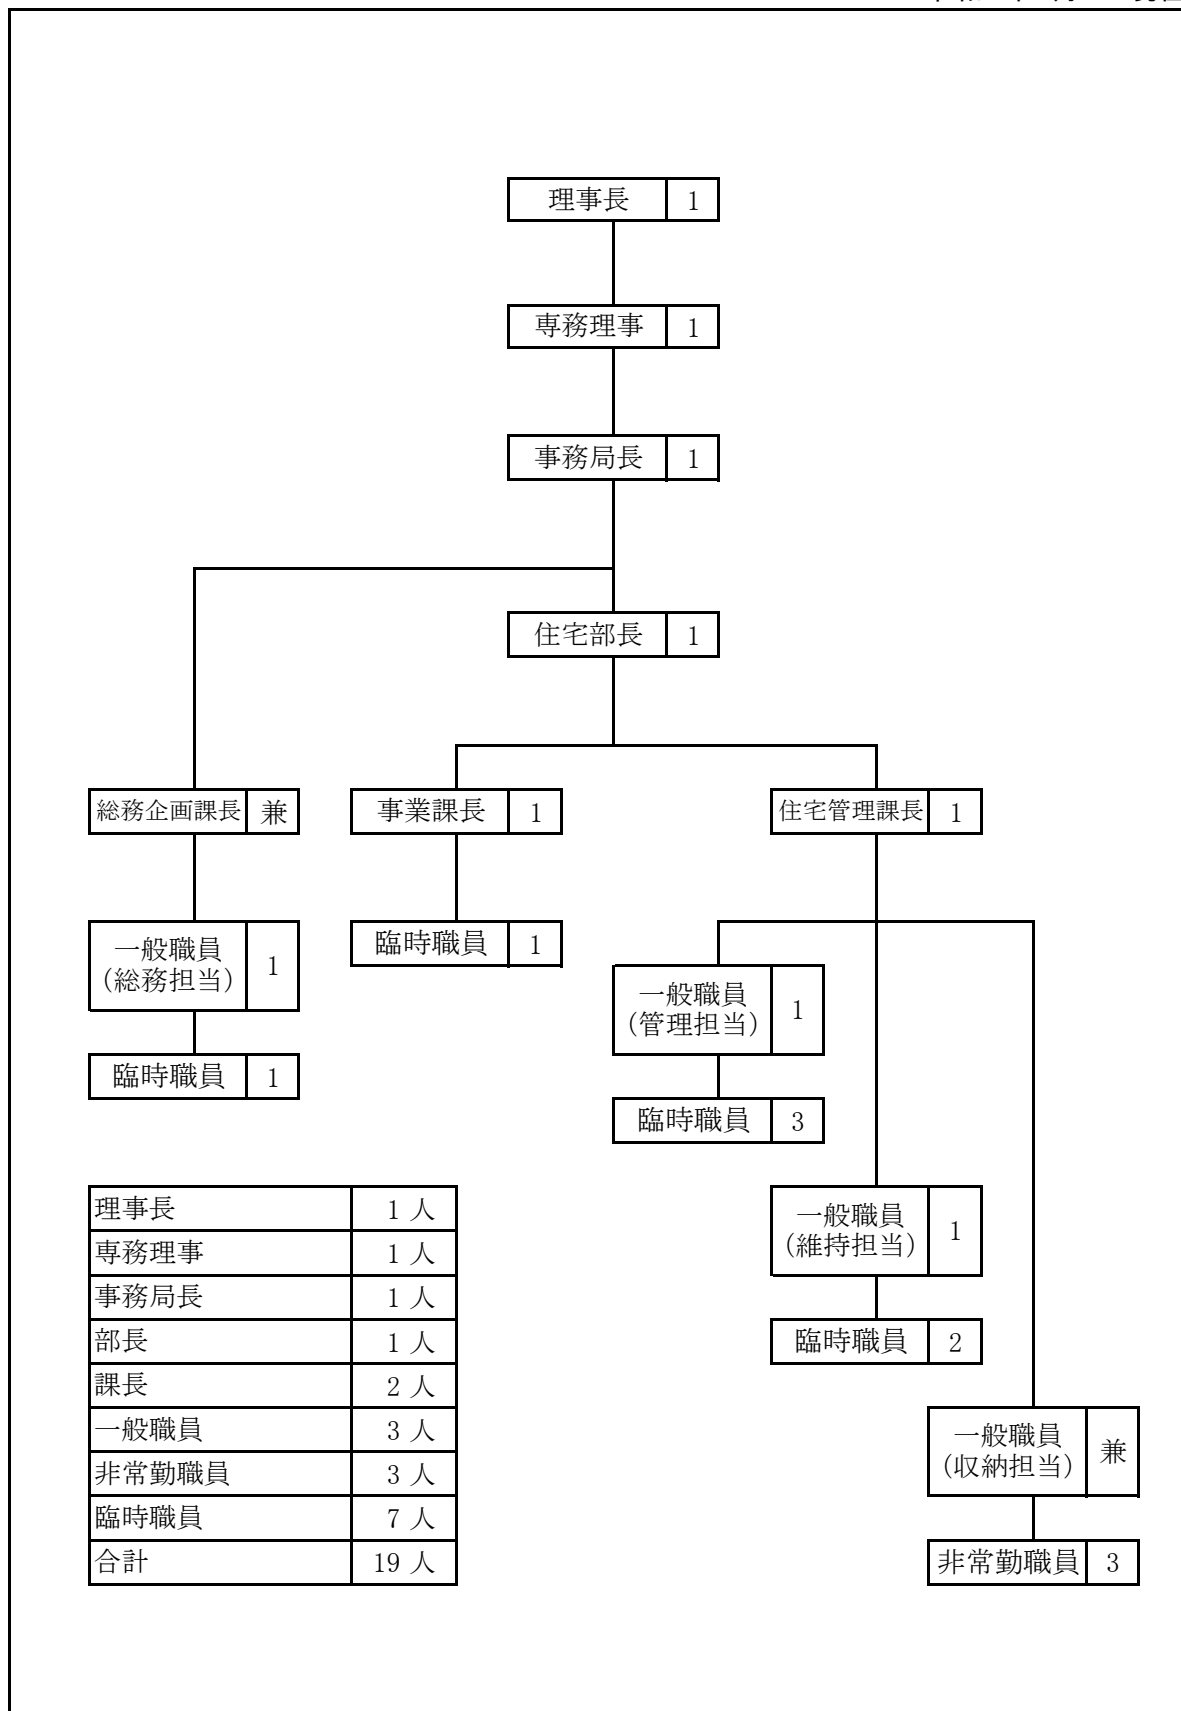 理事長 1
専務理事 1
事務局長 1
住宅部長 1
総務企画課長 兼
事業課長 1
住宅管理課長 1
一般職員
(総務担当) 1
臨時職員 1
臨時職員 1
一般職員
(管理担当) 1
臨時職員 3
一般職員
(維持担当) 1
臨時職員 2
一般職員
(収納担当) 兼
非常勤職員 3
理事長 1 人
専務理事 1 人
事務局長 1 人
部長 1 人
課長 2 人
一般職員 3 人
非常勤職員 3 人
臨時職員 7 人
合計 19 人